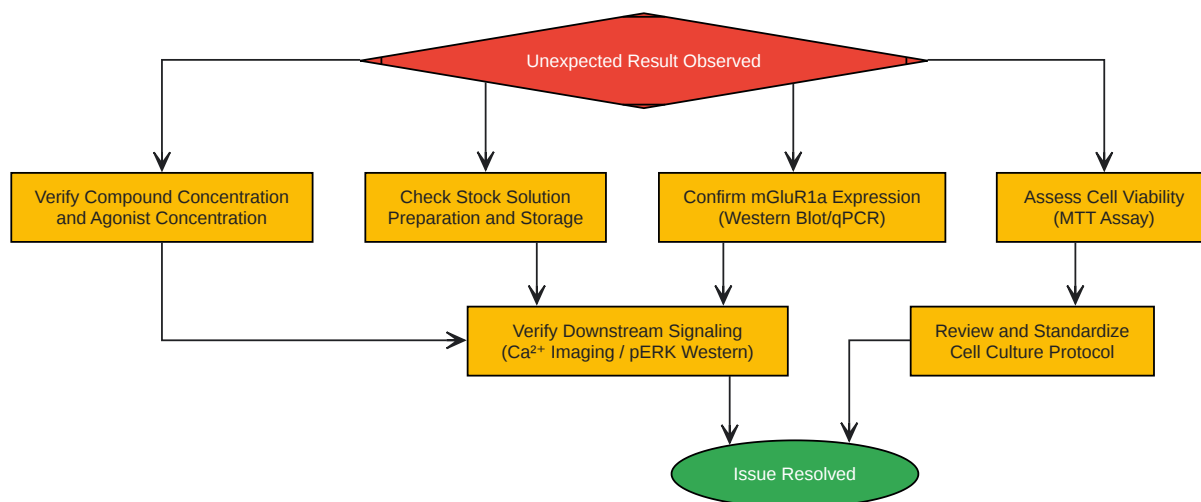 Unexpected Result Observed
Verify Compound Concentration
and Agonist Concentration
Check Stock Solution
Preparation and Storage
Confirm mGluR1a Expression
(Western Blot/qPCR)
Assess Cell Viability
(MTT Assay)
Verify Downstream Signaling
(Ca²⁺ Imaging / pERK Western)
Review and Standardize
Cell Culture Protocol
Issue Resolved